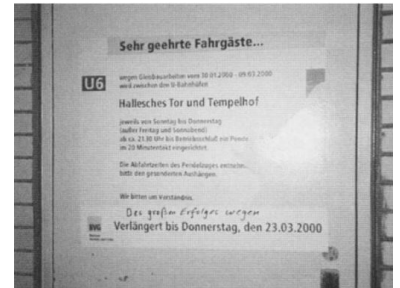 Sehr geehrte Fahrgäste...
U6
wegen Gleisbauarbeiten vom 30.01.2000 - 09.03.2000
wird zwischen den U-Bahnhöfen
Hallesches Tor und Tempelhof
jeweils von Sonntag bis Donnerstag
(außer Freitag und Sonnabend)
ab ca. 21.30 Uhr bis Betriebsschluß ein
im 20 Minutentakt eingerichtet.
Die Abfahrtzeiten des Pendelzuges
bitte den gesonderten Aushängen.
Wir bitten um Verständnis.
Des großen Erfolges wegen
BVG
Verlängert bis Donnerstag, den 23.03.2000